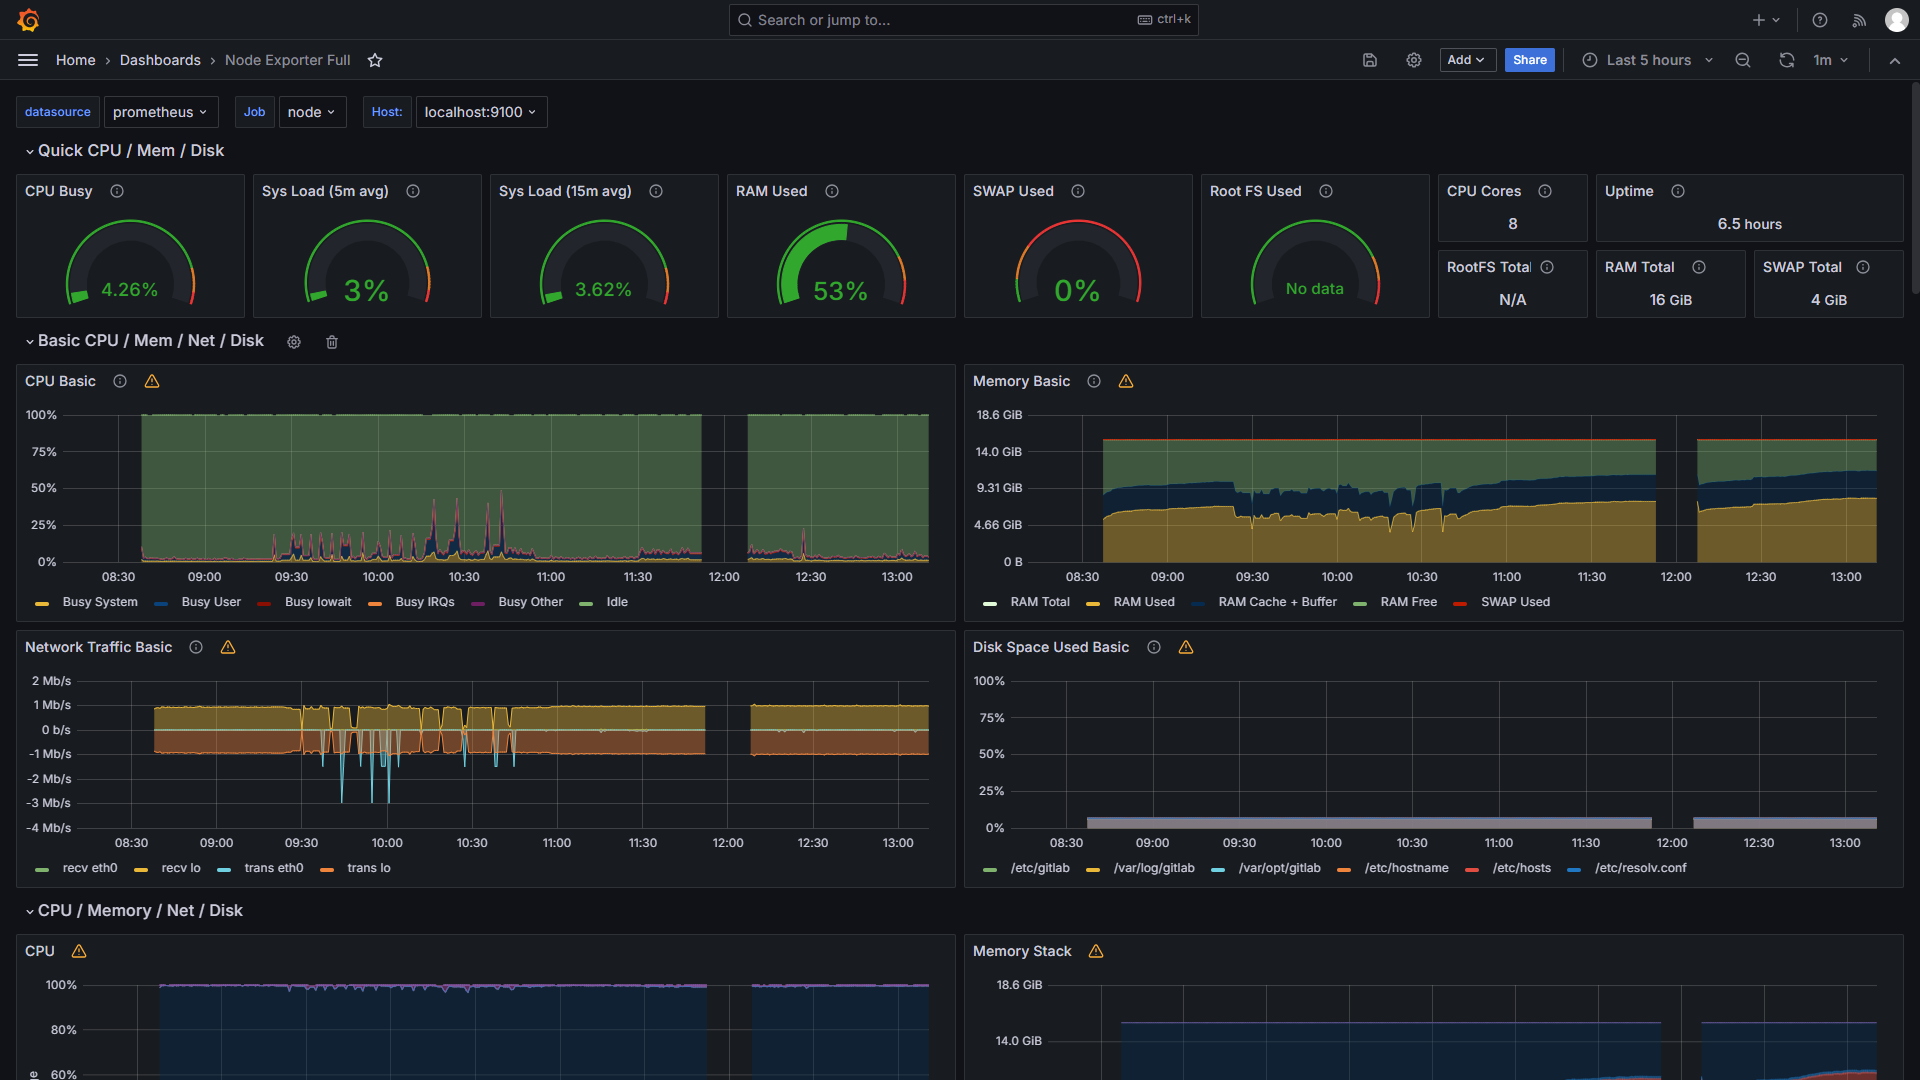 Search or jump to...
ctrl+k
Home › Dashboards › Node Exporter Full
Add
Share
Last 5 hours
1m
datasource
prometheus
Job
node
Host:
localhost:9100
Quick CPU / Mem / Disk
CPU Busy
4.26%
Sys Load (5m avg)
3%
Sys Load (15m avg)
3.62%
RAM Used
53%
SWAP Used
0%
Root FS Used
No data
CPU Cores
8
Uptime
6.5 hours
RootFS Total
N/A
RAM Total
16 GiB
SWAP Total
4 GiB
Basic CPU / Mem / Net / Disk
CPU Basic
100%
75%
50%
25%
0%
08:30 09:00 09:30 10:00 10:30 11:00 11:30 12:00 12:30 13:00
Busy System Busy User Busy Iowait Busy IRQs Busy Other Idle
Memory Basic
18.6 GiB
14.0 GiB
9.31 GiB
4.66 GiB
0 B
08:30 09:00 09:30 10:00 10:30 11:00 11:30 12:00 12:30 13:00
RAM Total RAM Used RAM Cache + Buffer RAM Free SWAP Used
Network Traffic Basic
2 Mb/s
1 Mb/s
0 b/s
-1 Mb/s
-2 Mb/s
-3 Mb/s
-4 Mb/s
08:30 09:00 09:30 10:00 10:30 11:00 11:30 12:00 12:30 13:00
recv eth0 recv lo trans eth0 trans lo
Disk Space Used Basic
100%
75%
50%
25%
0%
08:30 09:00 09:30 10:00 10:30 11:00 11:30 12:00 12:30 13:00
/etc/gitlab /var/log/gitlab /var/opt/gitlab /etc/hostname /etc/hosts /etc/resolv.conf
CPU / Memory / Net / Disk
CPU
100%
80%
60%
Memory Stack
18.6 GiB
14.0 GiB